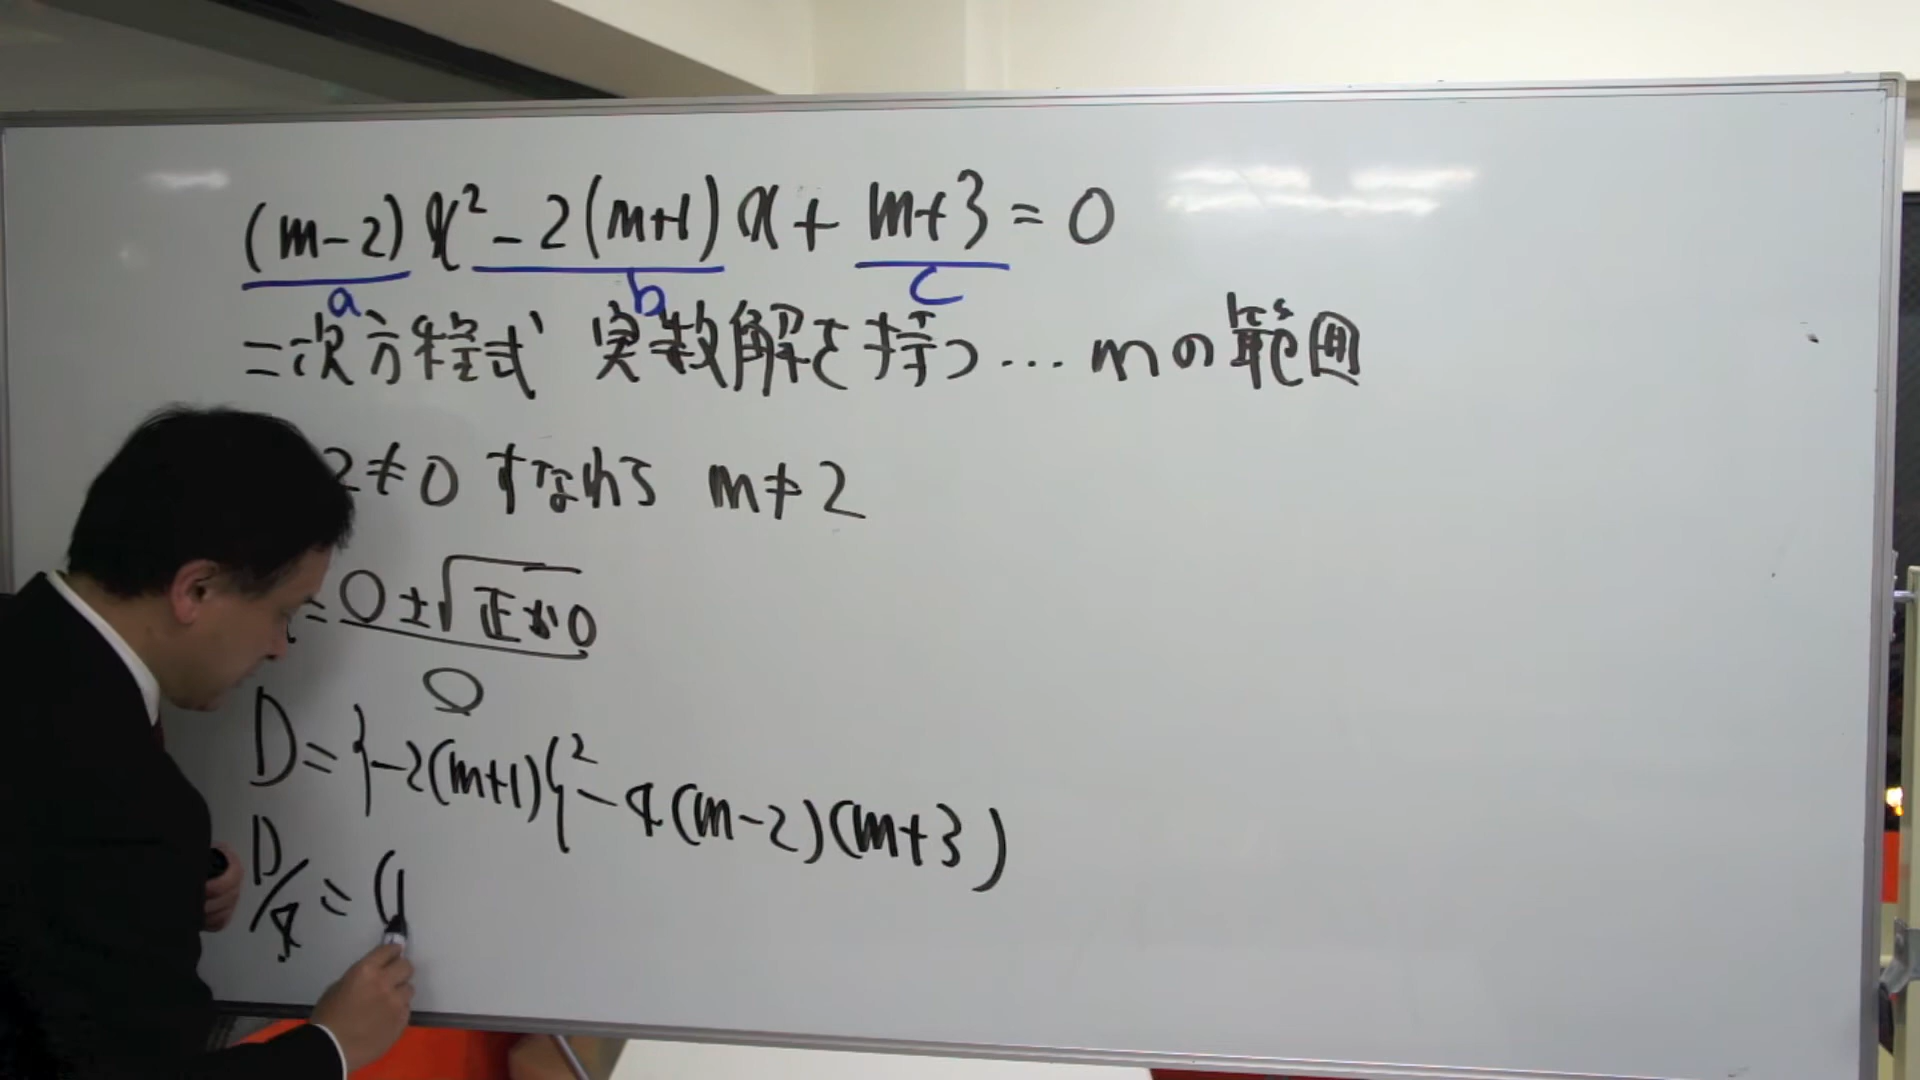 (m-2)x²-2(m+1)x+m+3=0
a b c
二次方程式 実数解を持つ…mの範囲
2≠0 すなわち m≠2
=○±√正か0
○
D={-2(m+1)}²-4(m-2)(m+3)
D/4=(